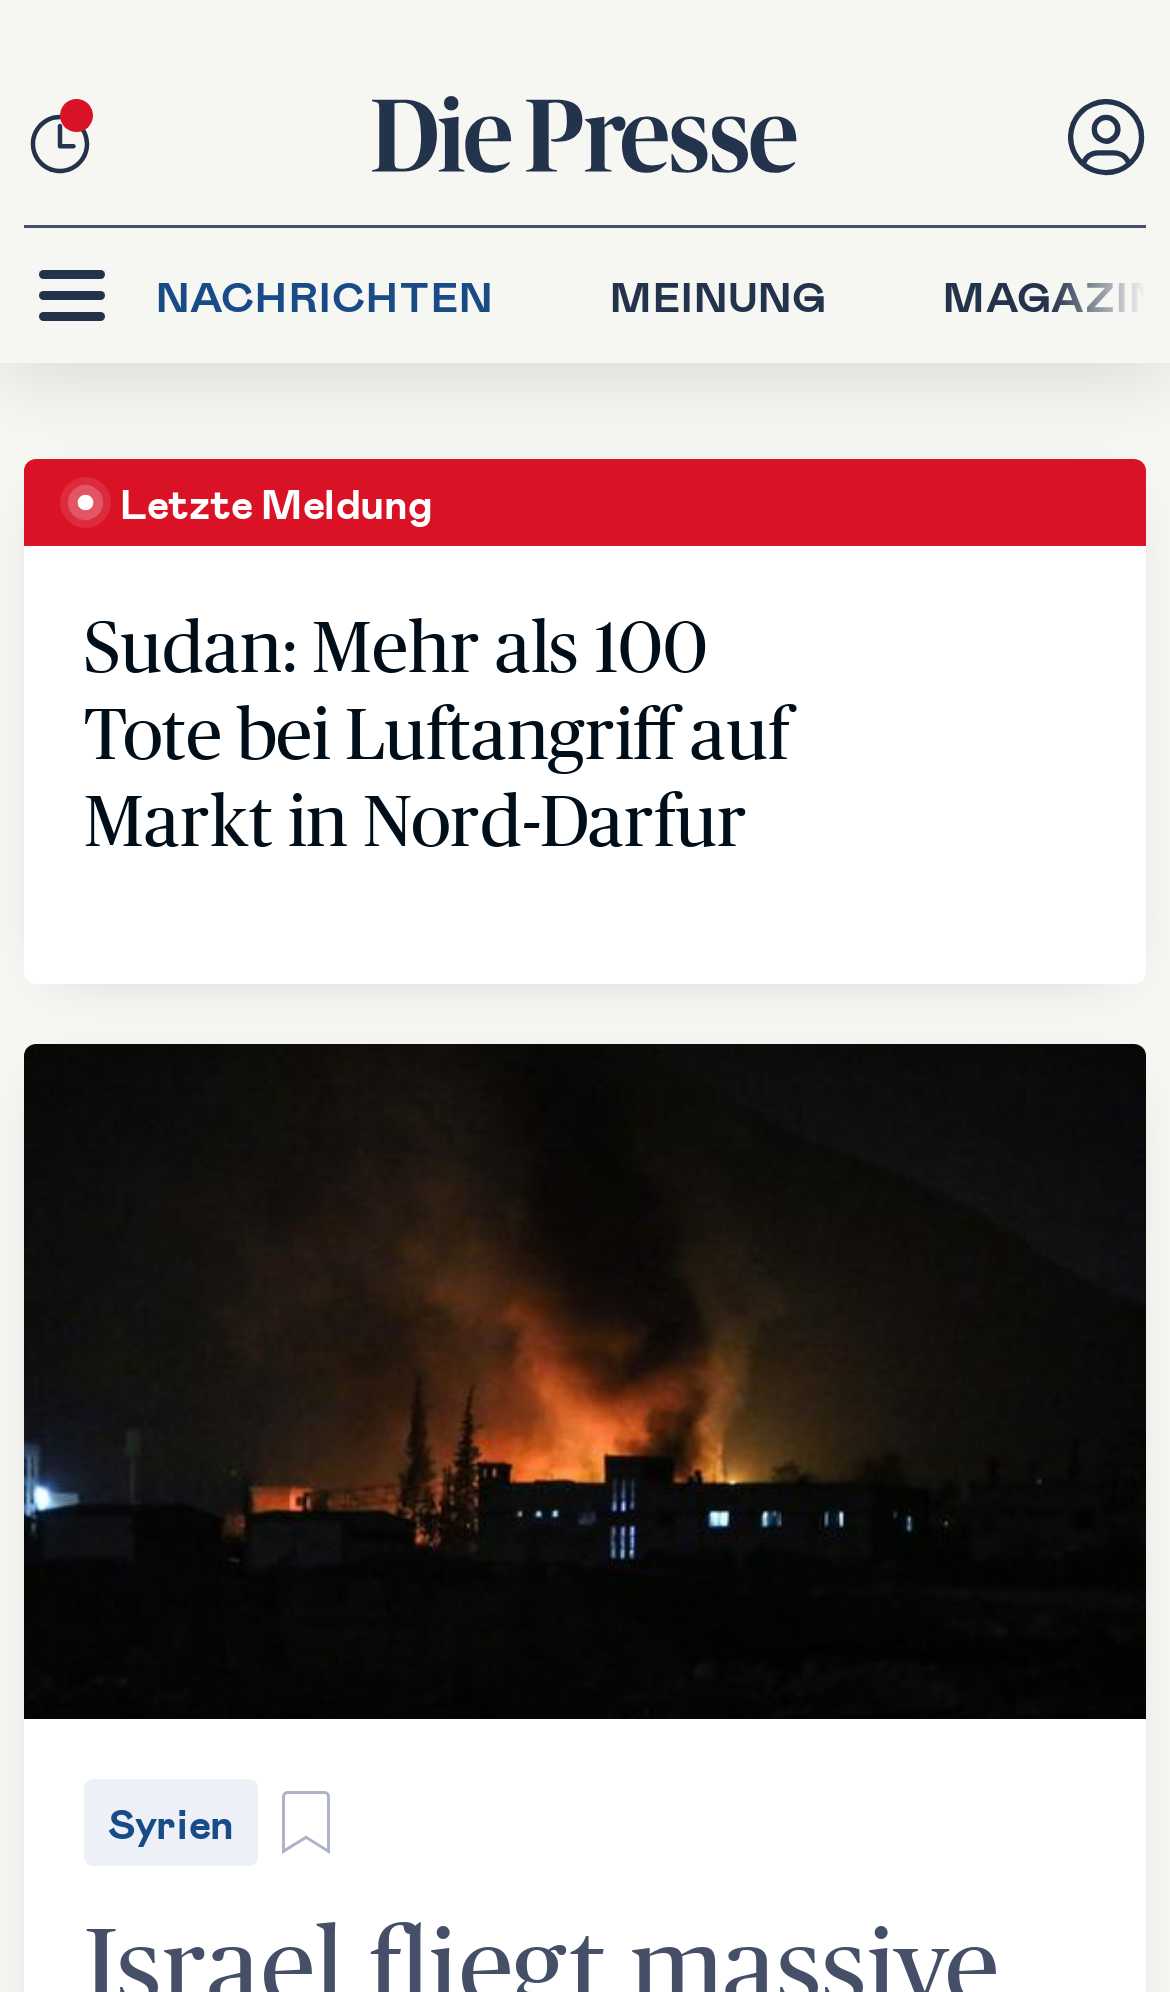 Die Presse
NACHRICHTEN MEINUNG MAGAZIN
Letzte Meldung
Sudan: Mehr als 100
Tote bei Luftangriff auf
Markt in Nord-Darfur
Syrien
Israel fliegt massive